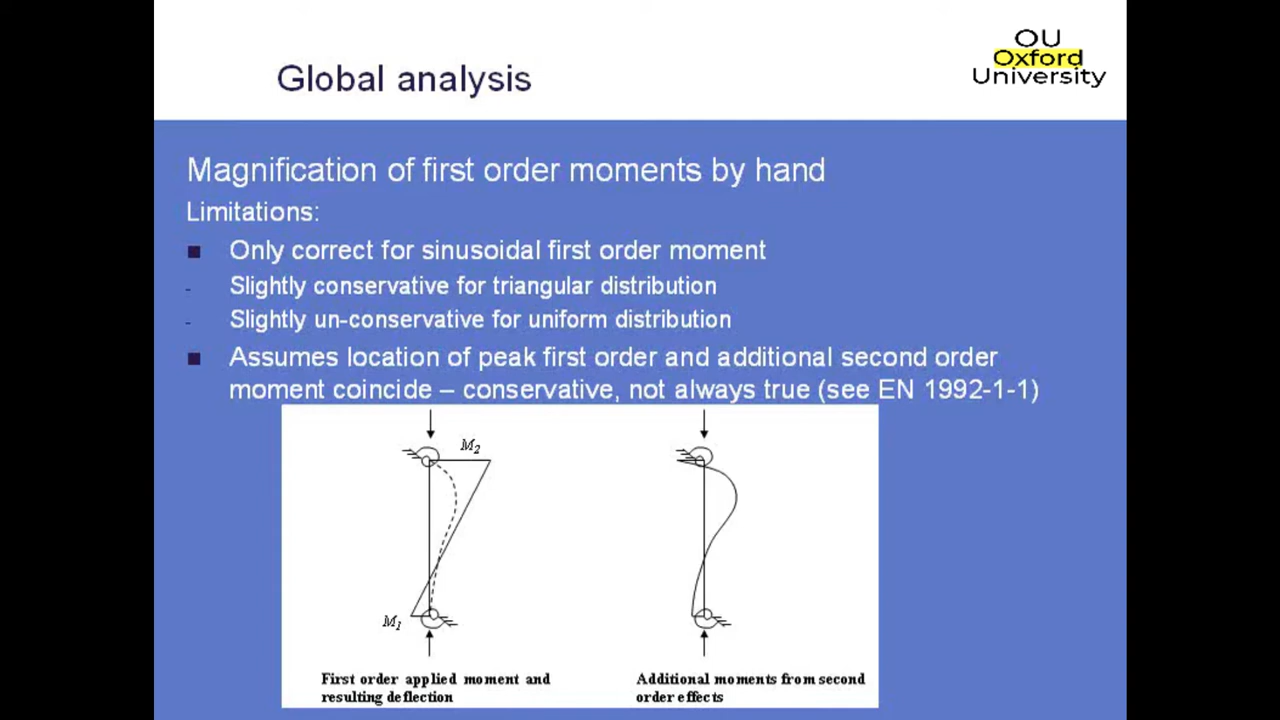 Global analysis
OU
Oxford
University
Magnification of first order moments by hand
Limitations:
Only correct for sinusoidal first order moment
- Slightly conservative for triangular distribution
- Slightly un-conservative for uniform distribution
Assumes location of peak first order and additional second order
moment coincide – conservative, not always true (see EN 1992-1-1)
M2
M1
First order applied moment and
resulting deflection
Additional moments from second
order effects